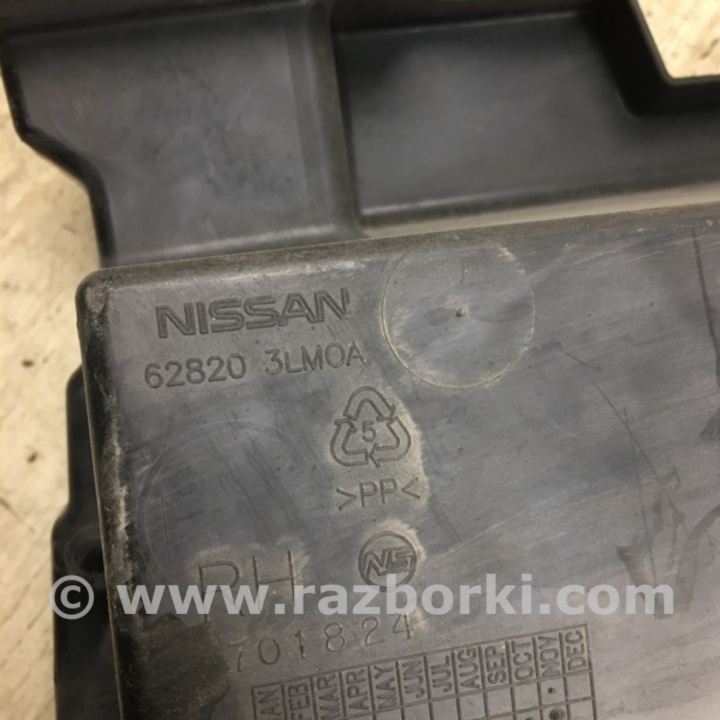 NISSAN
62820 3LM0A
5
>PP<
RH NS
© www.razborki.com
701824
JAN FEB MAR APR MAY JUN JUL AUG SEP OCT NOV DEC